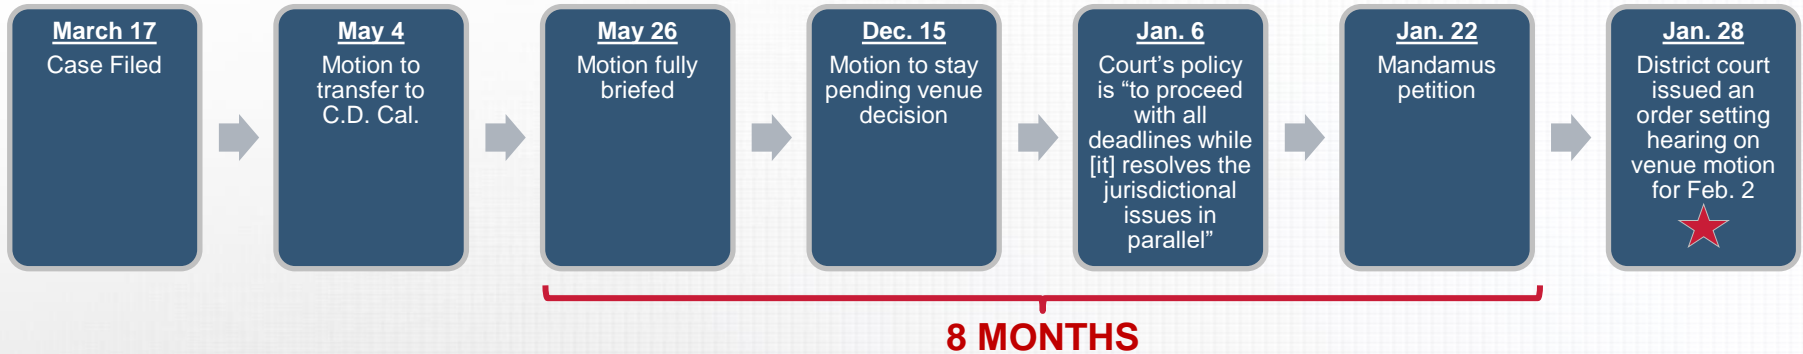 March 17
Case Filed
May 4
Motion to
transfer to
C.D. Cal.
May 26
Motion fully
briefed
Dec. 15
Motion to stay
pending venue
decision
Jan. 6
Court’s policy
is “to proceed
with all
deadlines while
[it] resolves the
jurisdictional
issues in
parallel”
Jan. 22
Mandamus
petition
Jan. 28
District court
issued an
order setting
hearing on
venue motion
for Feb. 2
8 MONTHS